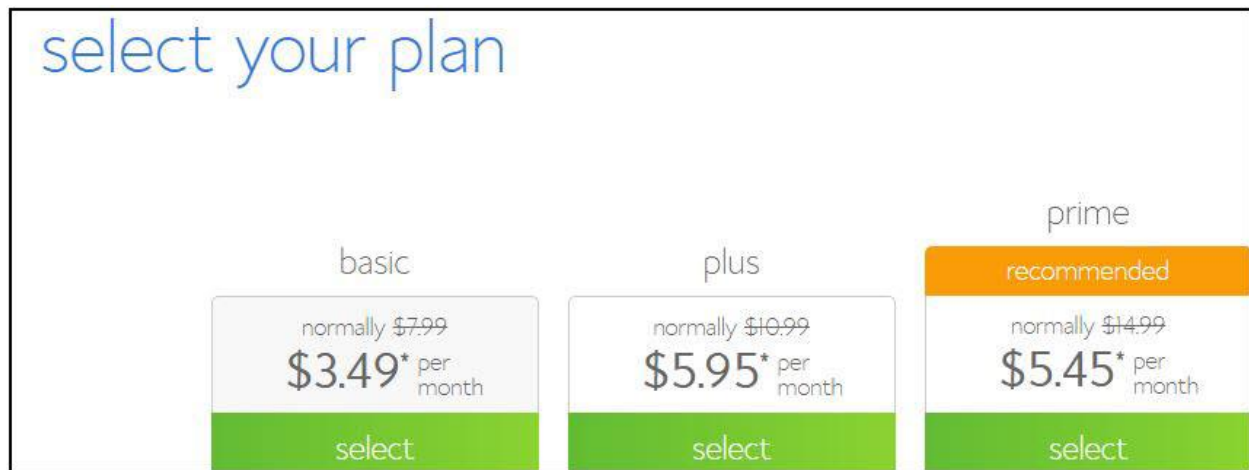 select your plan
basic
normally $7.99
$3.49* per month
select
plus
normally $10.99
$5.95* per month
select
prime
recommended
normally $14.99
$5.45* per month
select